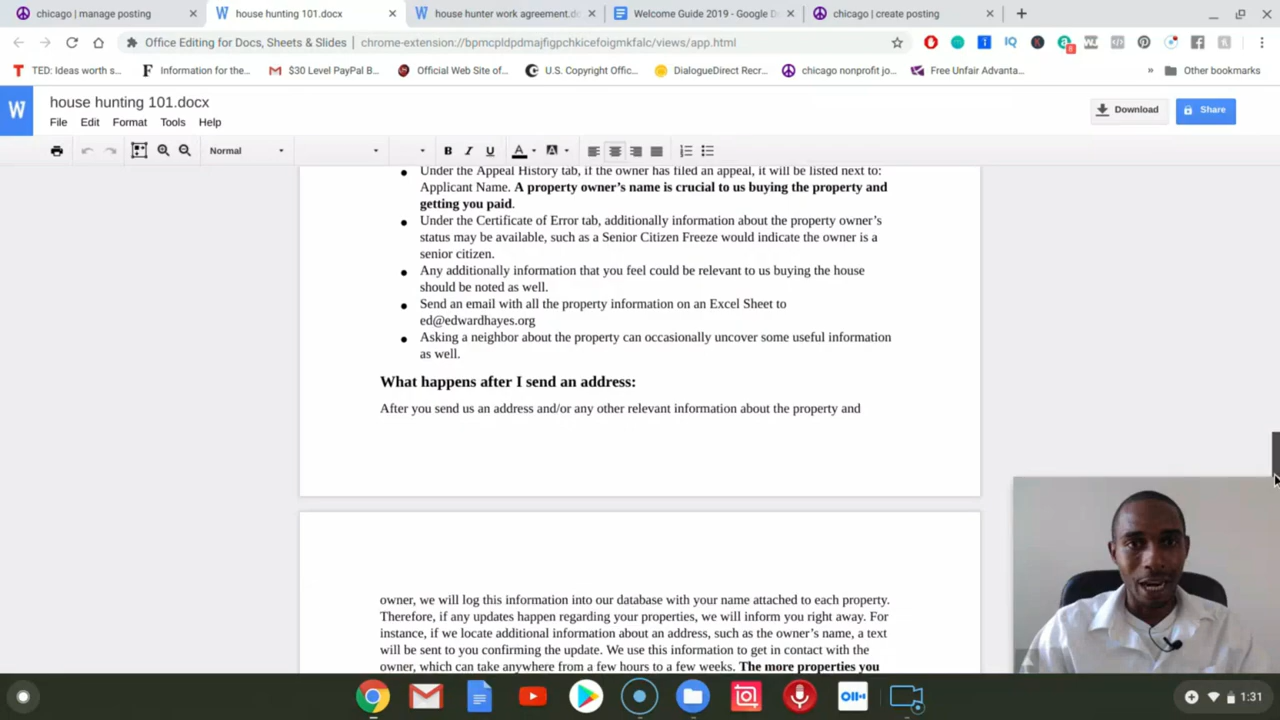 chicago | manage posting
house hunting 101.docx
house hunter work agreement.do
Welcome Guide 2019 - Google D
chicago | create posting
Office Editing for Docs, Sheets & Slides | chrome-extension://bpmcpldpdmajfigpchkicefoigmkfalc/views/app.html
TED: Ideas worth s...
Information for the...
$30 Level PayPal B...
Official Web Site of...
U.S. Copyright Offic...
DialogueDirect Recr...
chicago nonprofit jo...
Free Unfair Advanta...
Other bookmarks
house hunting 101.docx
File Edit Format Tools Help
Download
Share
Normal
Under the Appeal History tab, if the owner has filed an appeal, it will be listed next to:
Applicant Name. A property owner’s name is crucial to us buying the property and
getting you paid.
Under the Certificate of Error tab, additionally information about the property owner’s
status may be available, such as a Senior Citizen Freeze would indicate the owner is a
senior citizen.
Any additionally information that you feel could be relevant to us buying the house
should be noted as well.
Send an email with all the property information on an Excel Sheet to
ed@edwardhayes.org
Asking a neighbor about the property can occasionally uncover some useful information
as well.
What happens after I send an address:
After you send us an address and/or any other relevant information about the property and
owner, we will log this information into our database with your name attached to each property.
Therefore, if any updates happen regarding your properties, we will inform you right away. For
instance, if we locate additional information about an address, such as the owner’s name, a text
will be sent to you confirming the update. We use this information to get in contact with the
owner, which can take anywhere from a few hours to a few weeks. The more properties you
1:31